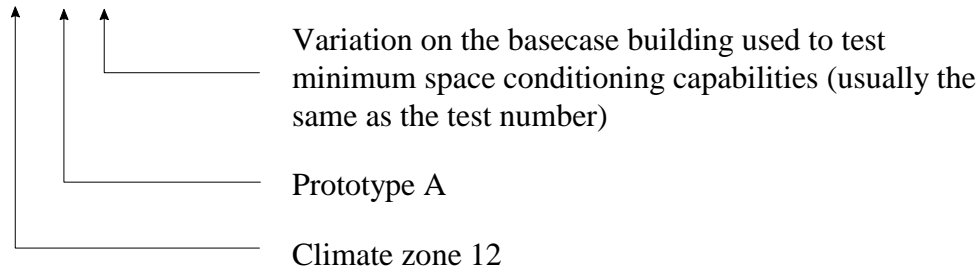 Variation on the basecase building used to test
minimum space conditioning capabilities (usually the
same as the test number)
Prototype A
Climate zone 12